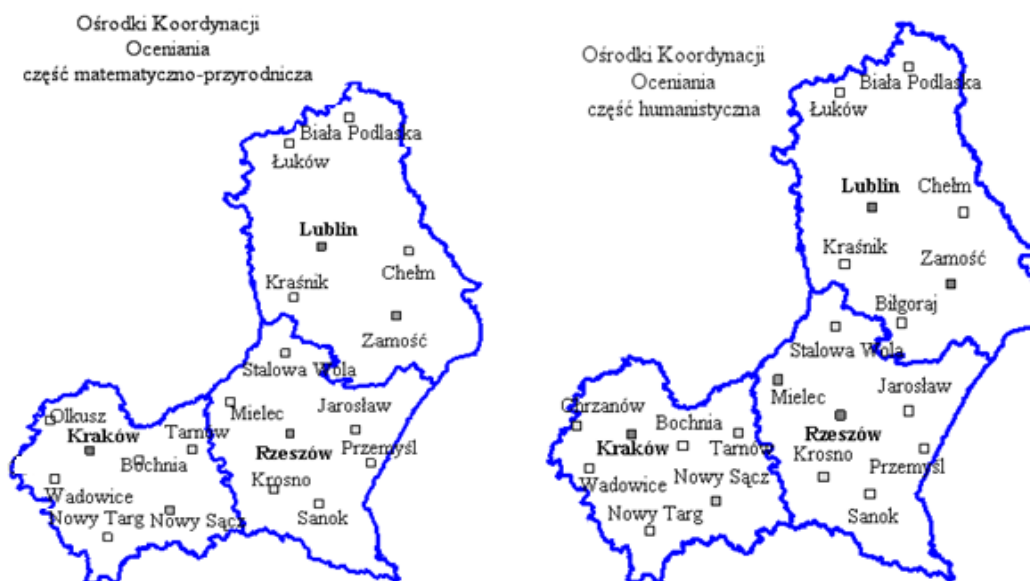 Ośrodki Koordynacji
Oceniania
część matematyczno-przyrodnicza
Biała Podlaska
Łuków
Lublin
Chełm
Kraśnik
Zamość
Stalowa Wola
Mielec
Jarosław
Olkusz
Kraków
Tarnów
Rzeszów
Przemyśl
Bochnia
Krosno
Wadowice
Nowy Targ
Nowy Sącz
Sanok
Ośrodki Koordynacji
Oceniania
część humanistyczna
Biała Podlaska
Łuków
Lublin
Chełm
Kraśnik
Zamość
Biłgoraj
Stalowa Wola
Mielec
Jarosław
Chrzanów
Bochnia
Kraków
Tarnów
Rzeszów
Krosno
Przemyśl
Wadowice
Nowy Sącz
Nowy Targ
Sanok